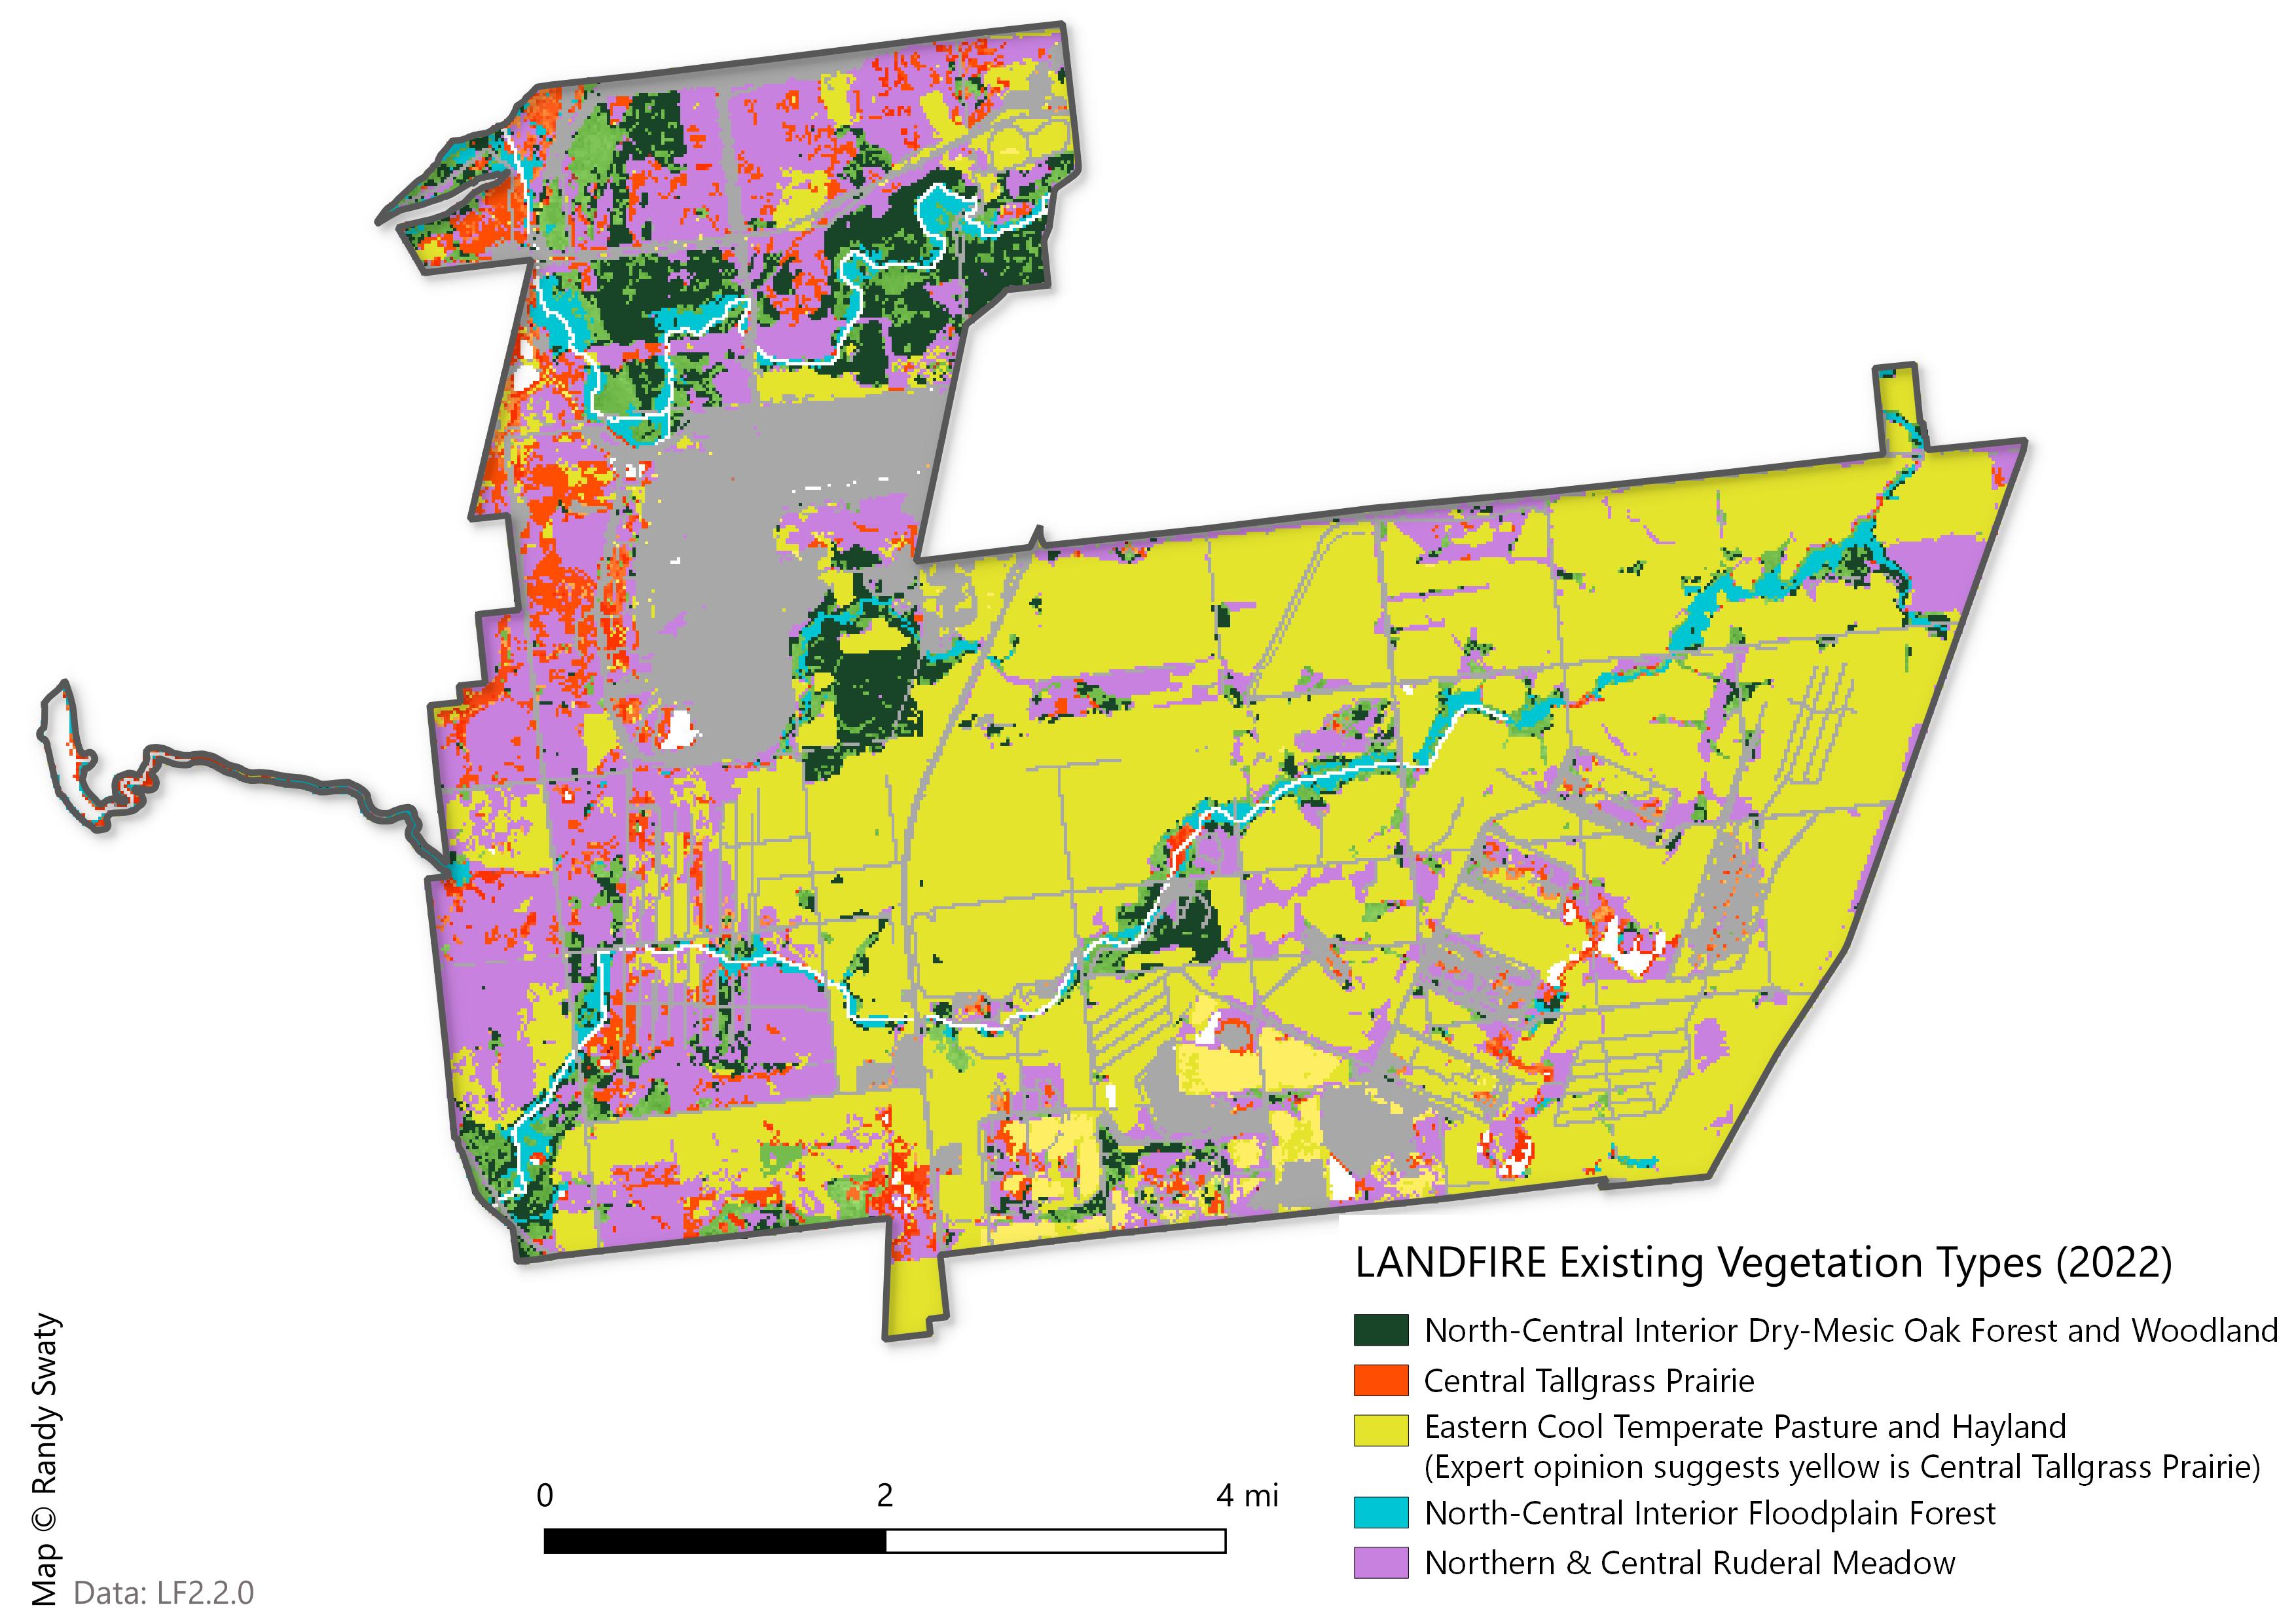 LANDFIRE Existing Vegetation Types (2022)
North-Central Interior Dry-Mesic Oak Forest and Woodland
Central Tallgrass Prairie
Eastern Cool Temperate Pasture and Hayland
(Expert opinion suggests yellow is Central Tallgrass Prairie)
North-Central Interior Floodplain Forest
Northern & Central Ruderal Meadow
0 2 4 mi
Map © Randy Swaty
Data: LF2.2.0